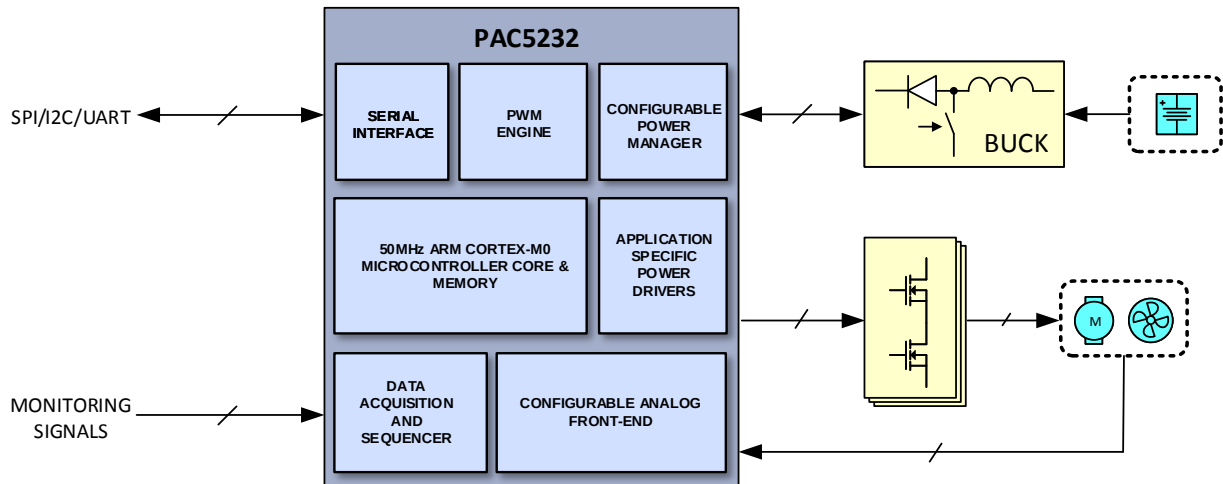 PAC5232
SPI/I2C/UART
SERIAL
INTERFACE
PWM
ENGINE
CONFIGURABLE
POWER
MANAGER
BUCK
+
50MHz ARM CORTEX-M0
MICROCONTROLLER CORE &
MEMORY
APPLICATION
SPECIFIC
POWER
DRIVERS
M
MONITORING
SIGNALS
DATA
ACQUISITION
AND
SEQUENCER
CONFIGURABLE ANALOG
FRONT-END